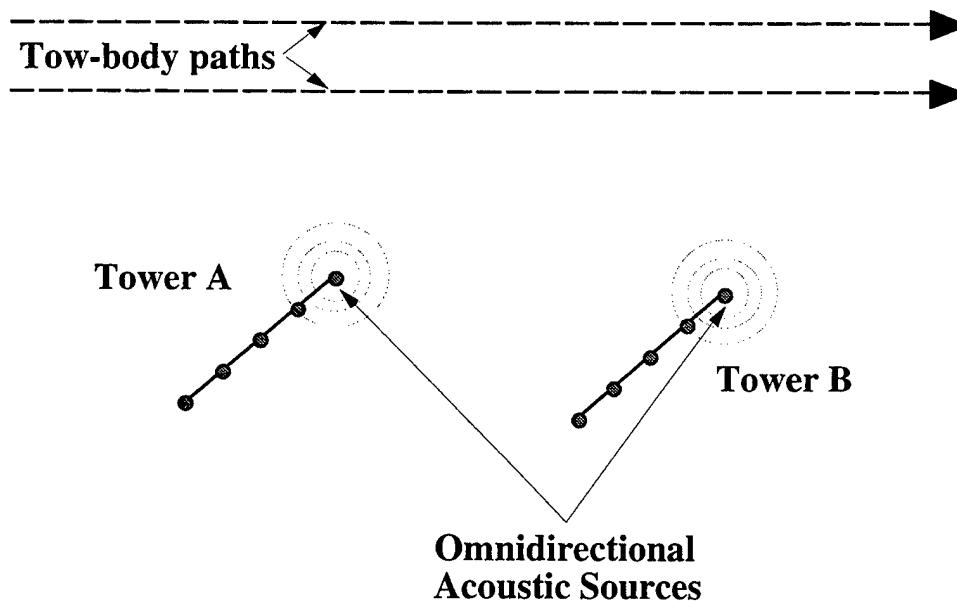 Tow-body paths
Tower A
Tower B
Omnidirectional
Acoustic Sources